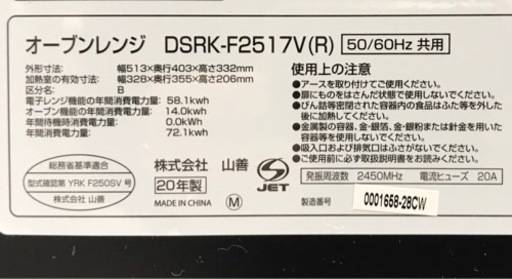 オーブンレンジ DSRK-F2517V(R) 50/60Hz 共用
外形寸法: 幅513×奥行403×高さ332mm
加熱室の有効寸法: 幅328×奥行355×高さ206mm
区分名: B
電子レンジ機能の年間消費電力量: 58.1kwh
オーブン機能の年間消費電力量: 14.0kwh
年間待機時消費電力量: 0.0kWh
年間消費電力量: 72.1kwh
使用上の注意
●アースを取り付けてご使用ください。
●扉にものをはさんだ状態で使用しないでください。
●びん詰等密閉された容器内の食品はふた等を外した
後に加熱してください。
●金属製の容器、金・銀箔、金・銀粉または針金を用いた
容器等を使用しないでください。
●吸入口および排気口はふさがないでください。
●ご使用前に必ず取扱説明書をお読みください。
総務省基準適合
型式確認第 YRK F250SV 号
(株) 山善
株式会社 山善
20年製
MADE IN CHINA
M
S
JET
発振周波数 2450MHz 電流ヒューズ 20A
製造番号 0001658-28CW